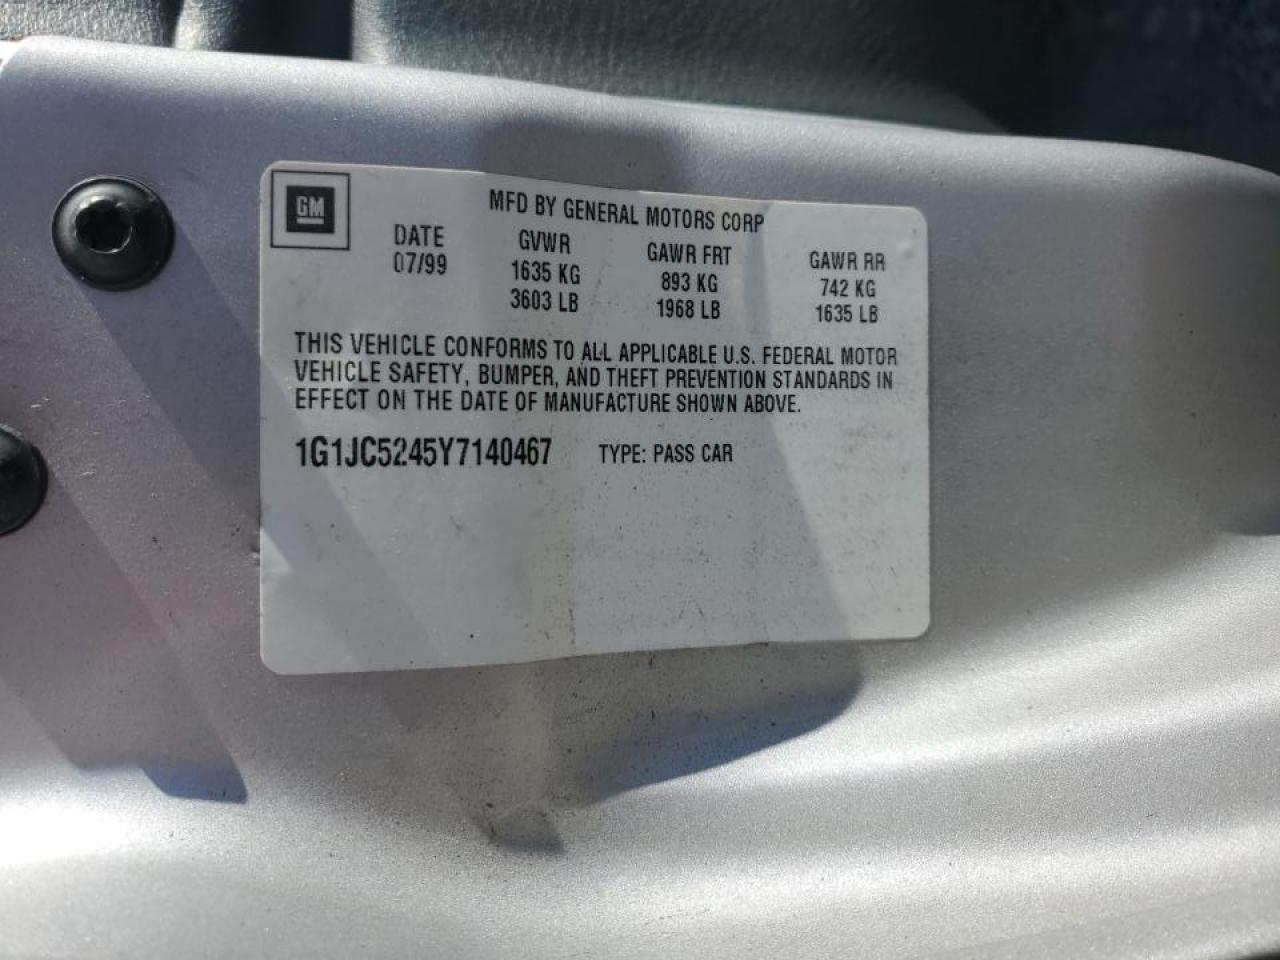 GM
MFD BY GENERAL MOTORS CORP
DATE GVWR GAWR FRT GAWR RR
07/99 1635 KG 893 KG 742 KG
3603 LB 1968 LB 1635 LB
THIS VEHICLE CONFORMS TO ALL APPLICABLE U.S. FEDERAL MOTOR
VEHICLE SAFETY, BUMPER, AND THEFT PREVENTION STANDARDS IN
EFFECT ON THE DATE OF MANUFACTURE SHOWN ABOVE.
1G1JC5245Y7140467 TYPE: PASS CAR